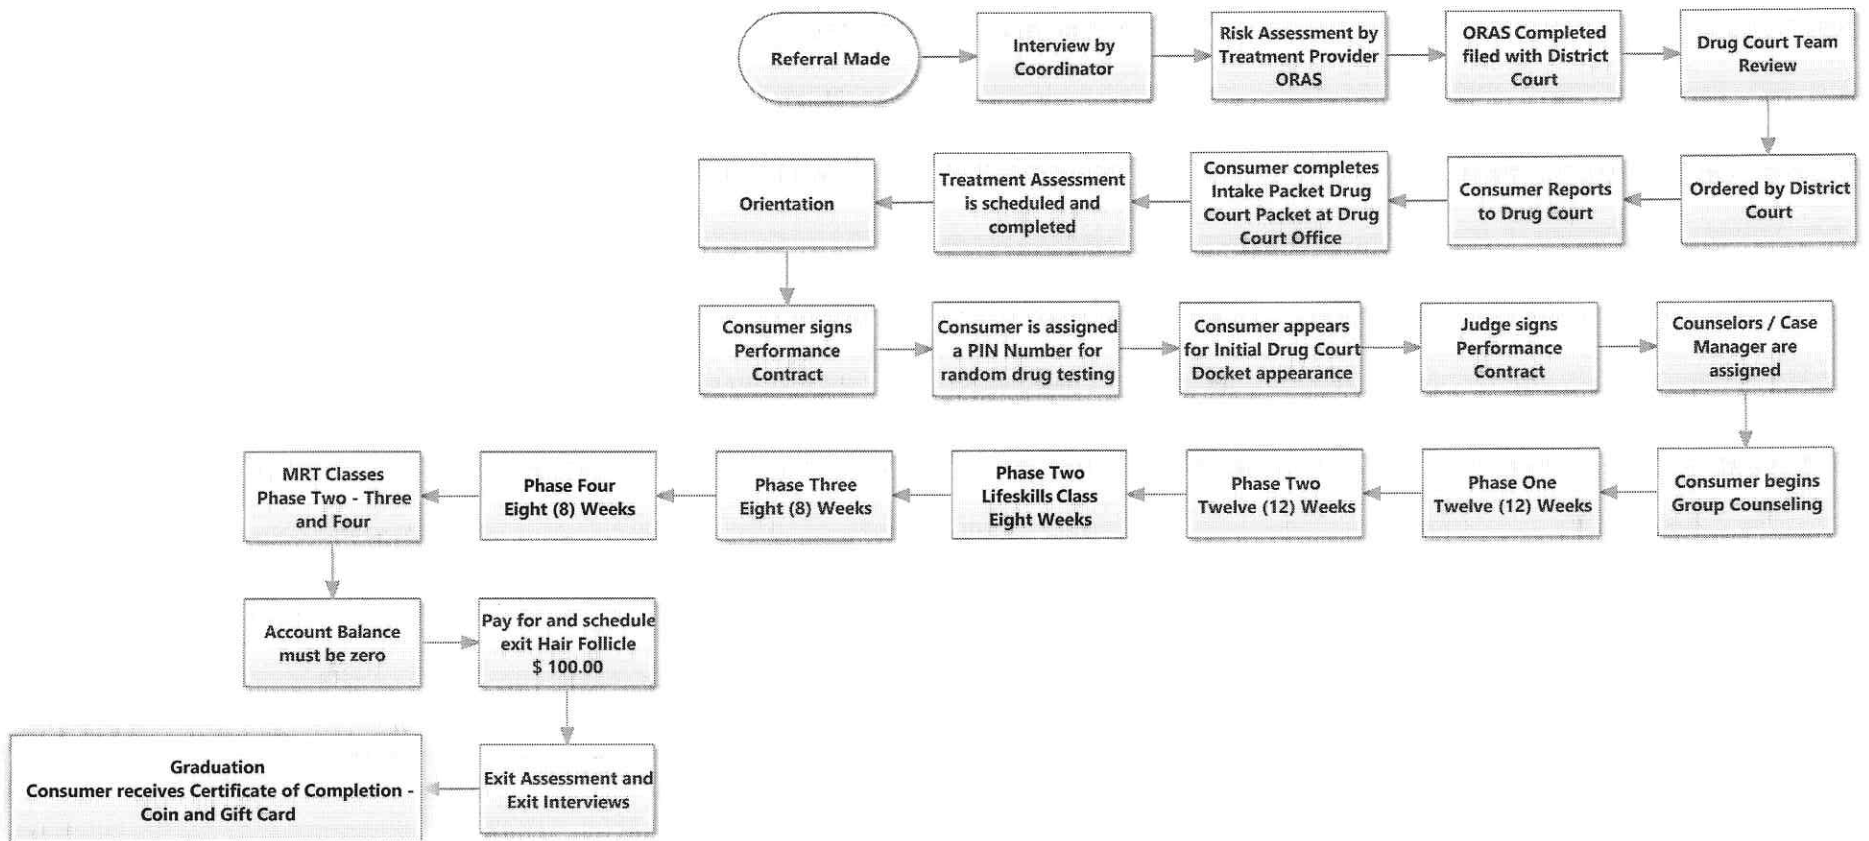 Referral Made
Interview by
Coordinator
Risk Assessment by
Treatment Provider
ORAS
ORAS Completed
filed with District
Court
Drug Court Team
Review
Ordered by District
Court
Consumer Reports
to Drug Court
Consumer completes
Intake Packet Drug
Court Packet at Drug
Court Office
Treatment Assessment
is scheduled and
completed
Orientation
Consumer signs
Performance
Contract
Consumer is assigned
a PIN Number for
random drug testing
Consumer appears
for Initial Drug Court
Docket appearance
Judge signs
Performance
Contract
Counselors / Case
Manager are
assigned
Consumer begins
Group Counseling
Phase One
Twelve (12) Weeks
Phase Two
Twelve (12) Weeks
Phase Two
Lifeskills Class
Eight Weeks
Phase Three
Eight (8) Weeks
Phase Four
Eight (8) Weeks
MRT Classes
Phase Two - Three
and Four
Account Balance
must be zero
Pay for and schedule
exit Hair Follicle
$ 100.00
Exit Assessment and
Exit Interviews
Graduation
Consumer receives Certificate of Completion -
Coin and Gift Card